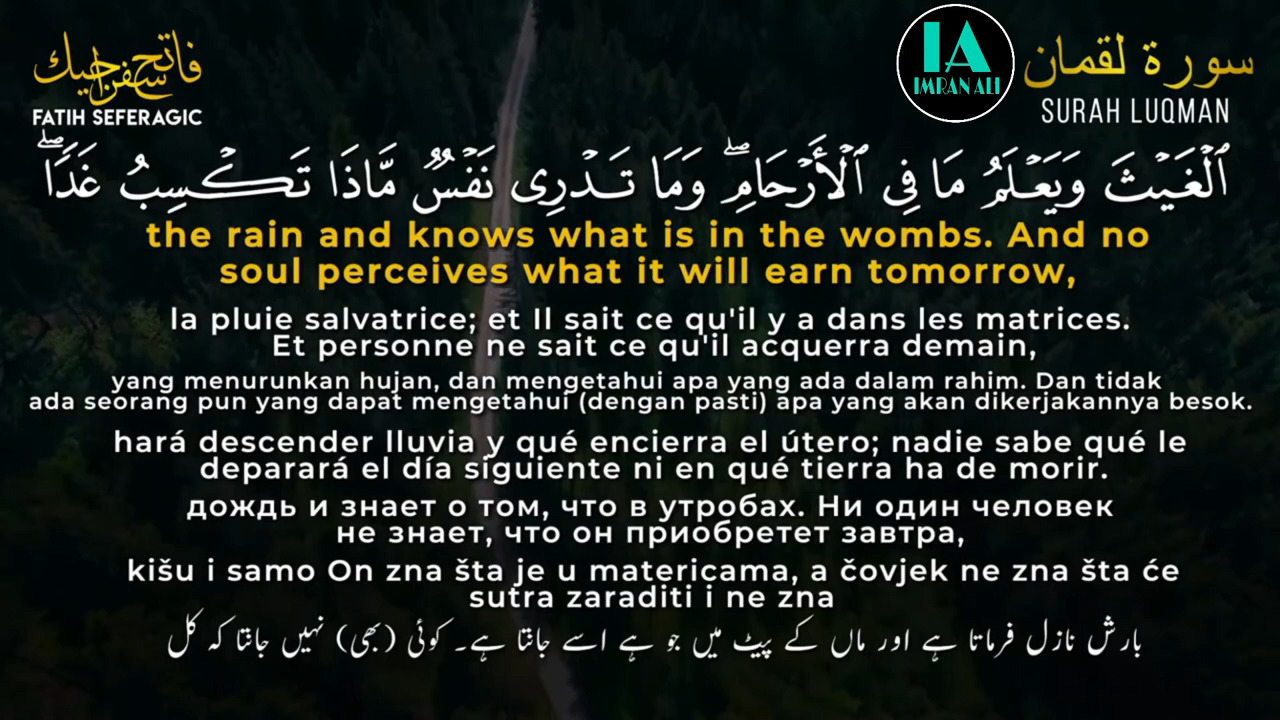 فاتح سفراجيك
FATIH SEFERAGIC
IA
IMRAN ALI
سورة لقمان
SURAH LUQMAN
ٱلْغَيْثَ وَيَعْلَمُ مَا فِى ٱلْأَرْحَامِ ۖ وَمَا تَدْرِى نَفْسٌ مَّاذَا تَكْسِبُ غَدًا ۖ
the rain and knows what is in the wombs. And no
soul perceives what it will earn tomorrow,
la pluie salvatrice; et Il sait ce qu'il y a dans les matrices.
Et personne ne sait ce qu'il acquerra demain,
yang menurunkan hujan, dan mengetahui apa yang ada dalam rahim. Dan tidak
ada seorang pun yang dapat mengetahui (dengan pasti) apa yang akan dikerjakannya besok.
hará descender lluvia y qué encierra el útero; nadie sabe qué le
deparará el día siguiente ni en qué tierra ha de morir.
дождь и знает о том, что в утробах. Ни один человек
не знает, что он приобретет завтра,
kišu i samo On zna šta je u matericama, a čovjek ne zna šta će
sutra zaraditi i ne zna
بارش نازل فرماتا ہے اور ماں کے پیٹ میں جو ہے اسے جانتا ہے۔ کوئی (بھی) نہیں جانتا کہ کل